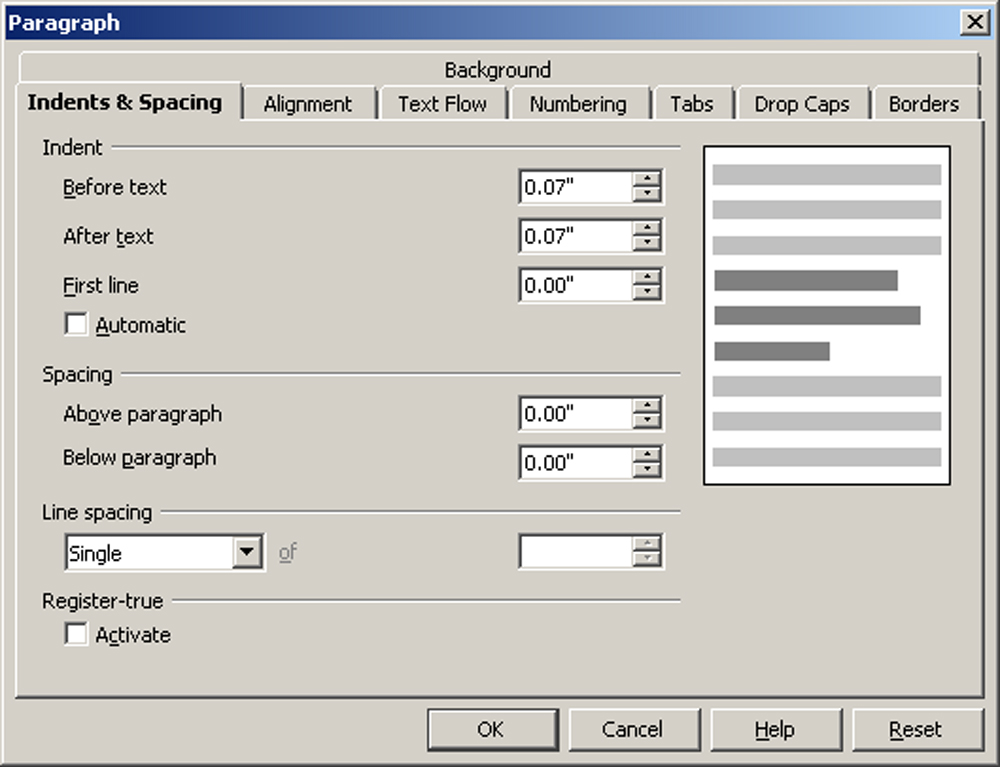 Paragraph
Background
Indents & Spacing Alignment Text Flow Numbering Tabs Drop Caps Borders
Indent
Before text 0.07"
After text 0.07"
First line 0.00"
Automatic
Spacing
Above paragraph 0.00"
Below paragraph 0.00"
Line spacing
Single of
Register-true
Activate
OK Cancel Help Reset